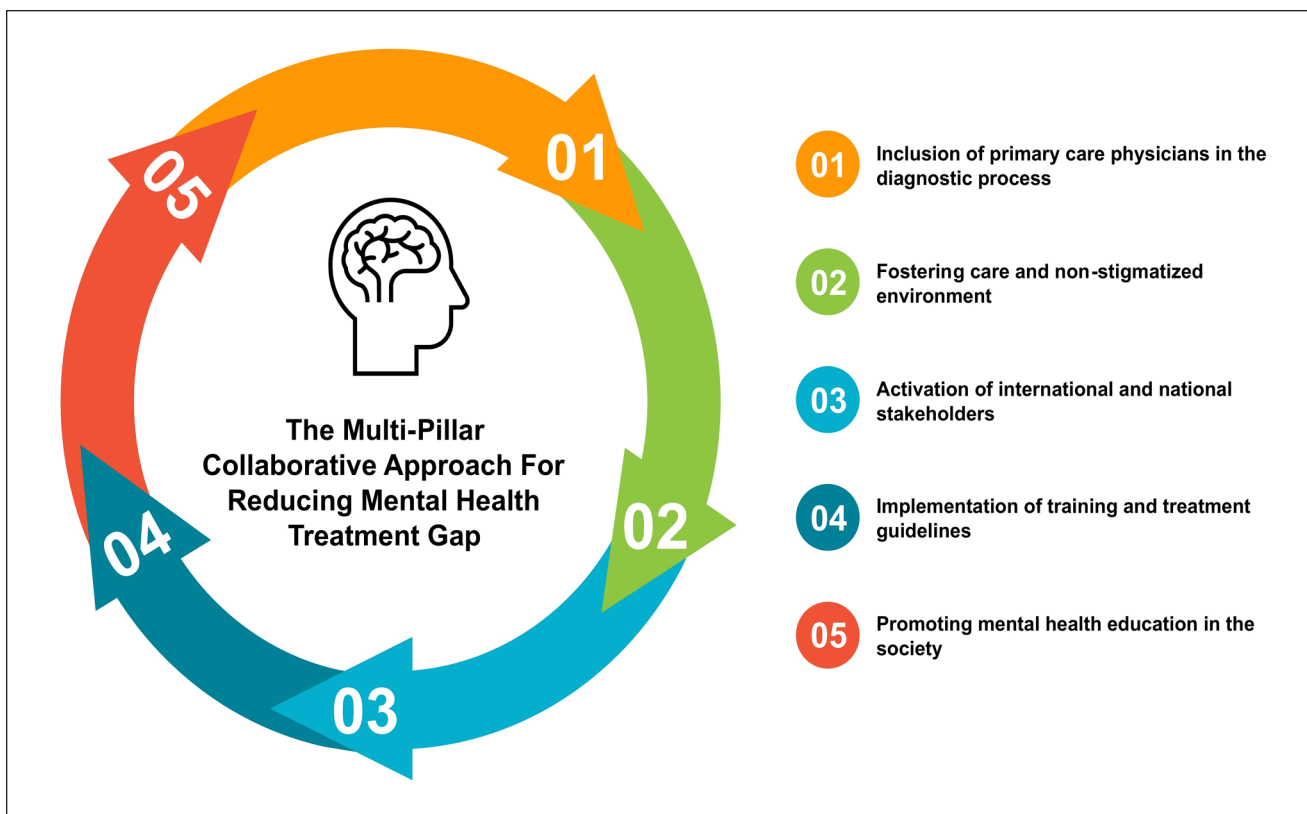 01
02
03
04
05
The Multi-Pillar
Collaborative Approach For
Reducing Mental Health
Treatment Gap
01
Inclusion of primary care physicians in the
diagnostic process
02
Fostering care and non-stigmatized
environment
03
Activation of international and national
stakeholders
04
Implementation of training and treatment
guidelines
05
Promoting mental health education in the
society